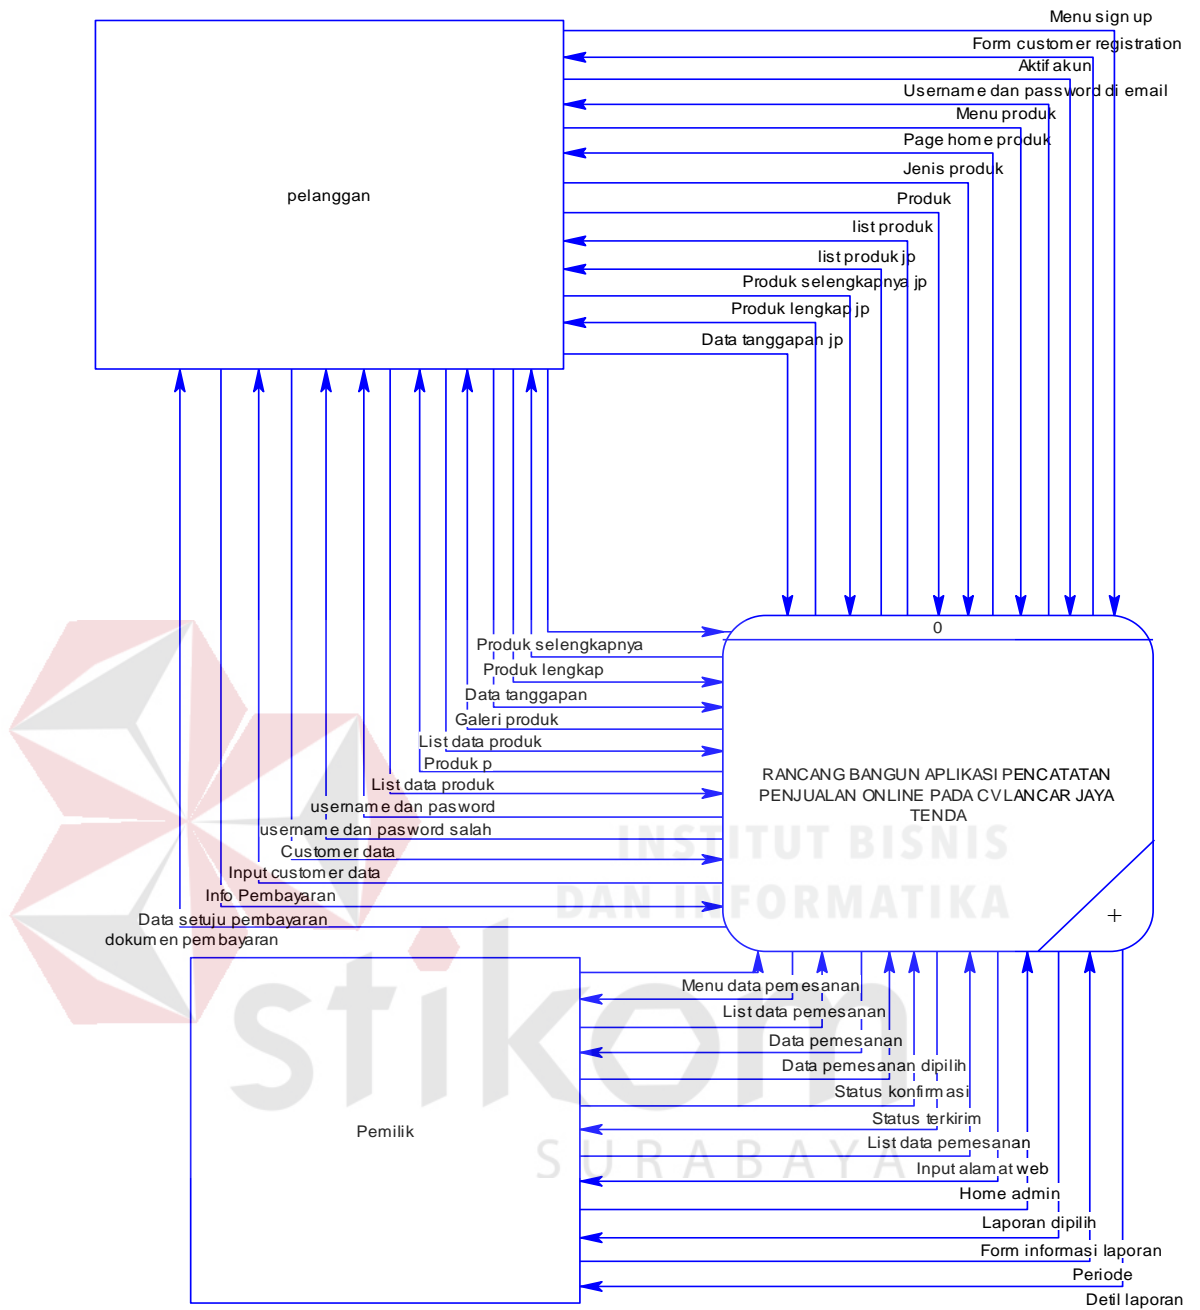 Menu sign up
Form customer registration
Aktif akun
Username dan password di email
Menu produk
Page home produk
Jenis produk
pelanggan
Produk
list produk
list produk jp
Produk selengkapnya jp
Produk lengkap jp
Data tanggapan jp
0
Produk selengkapnya
Produk lengkap
Data tanggapan
Galeri produk
List data produk
Produk p
List data produk
username dan pasword
username dan pasword salah
Customer data
Input customer data
Info Pembayaran
Data setuju pembayaran
dokumen pembayaran
RANCANG BANGUN APLIKASI PENCATATAN
PENJUALAN ONLINE PADA CV LANCAR JAYA
TENDA
INSTITUT BISNIS
DAN INFORMATIKA
+
stikom
SURABAYA
Menu data pemesanan
List data pemesanan
Data pemesanan
Data pemesanan dipilih
Status konfirmasi
Status terkirim
Pemilik
List data pemesanan
Input alamat web
Home admin
Laporan dipilih
Form informasi laporan
Periode
Detil laporan